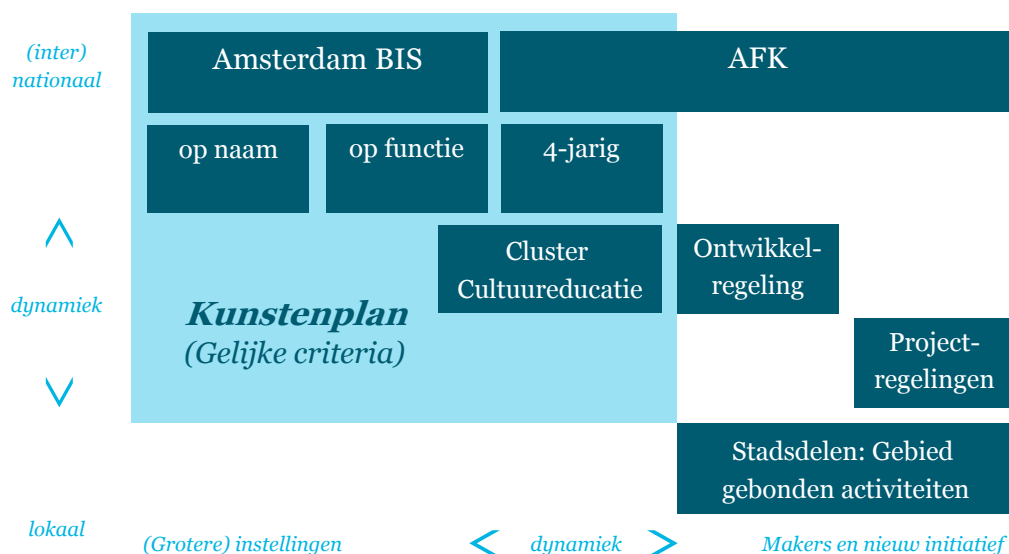 (inter)
nationaal
Amsterdam BIS
AFK
op naam
op functie
4-jarig
Cluster
Cultuureducatie
Ontwikkel-
regeling
dynamiek
Kunstenplan
(Gelijke criteria)
Project-
regelingen
Stadsdelen: Gebied
gebonden activiteiten
lokaal
(Grotere) instellingen
dynamiek
Makers en nieuw initiatief